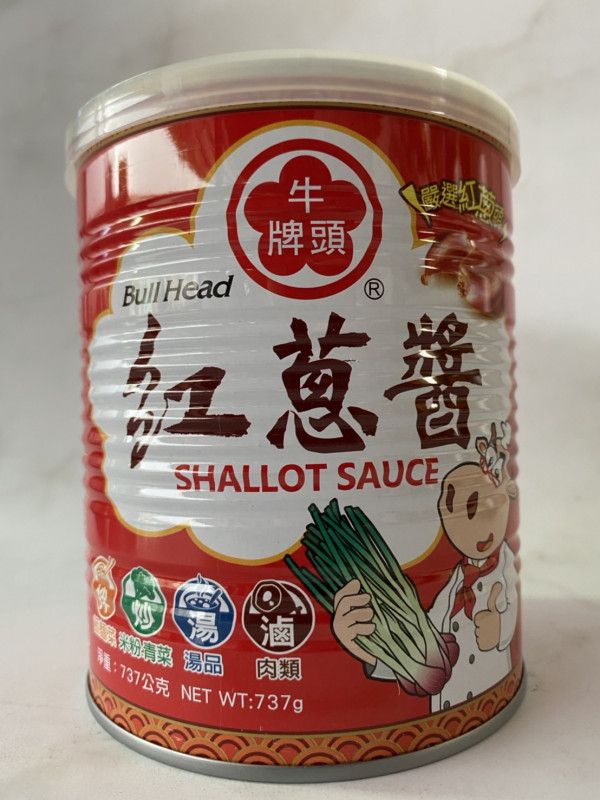 牛
牌頭
®
嚴選紅蔥
Bull Head
紅蔥醬
SHALLOT SAUCE
炒
湯
滷
米粉·青菜
湯品
肉類
淨重：737公克 NET WT:737g